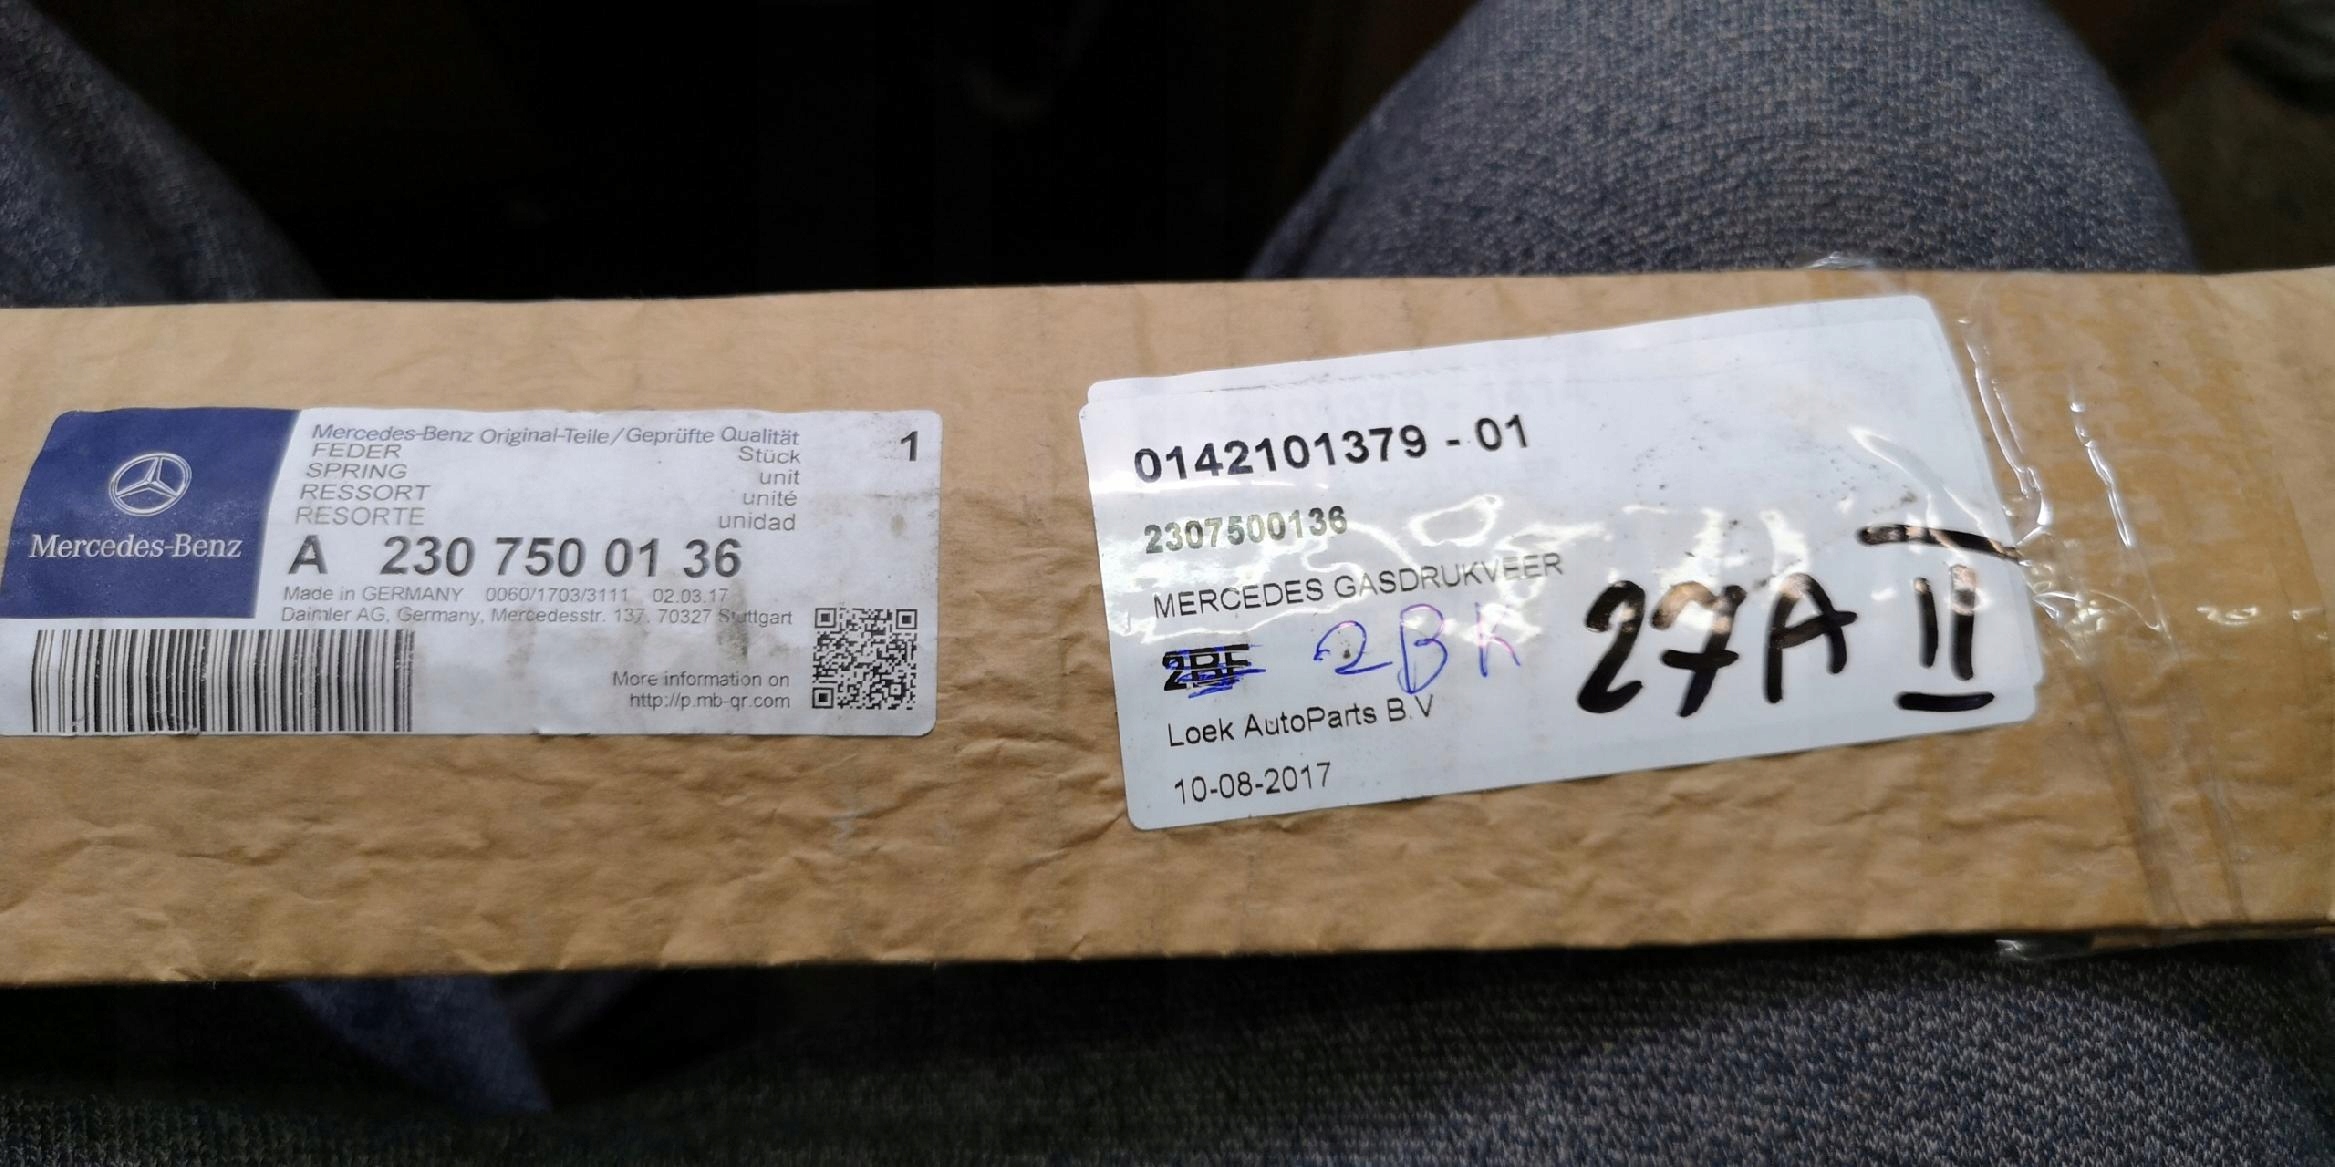 Mercedes-Benz
Mercedes-Benz Original-Teile/Geprüfte Qualität
FEDER Stück 1
SPRING unit
RESSORT unité
RESORTE unidad
A 230 750 01 36
Made in GERMANY 0060/1703/3111 02.03.17
Daimler AG, Germany, Mercedesstr. 137, 70327 Stuttgart
More information on
http://p.mb-qr.com
0142101379 - 01
2307500136
MERCEDES GASDRUKVEER
2BF 2BK 27A II
Loek AutoParts B.V
10-08-2017